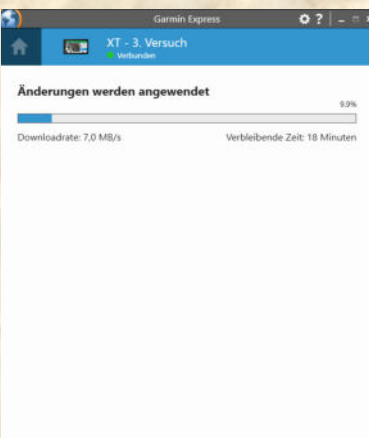 Garmin Express
XT - 3. Versuch
Verbunden
Änderungen werden angewendet
9.9%
Downloadrate: 7,0 MB/s
Verbleibende Zeit: 18 Minuten